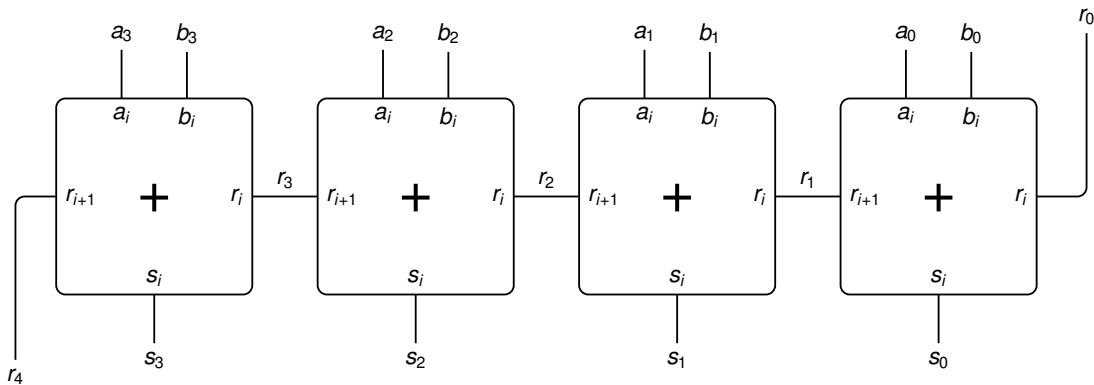 a₃ b₃ a₂ b₂ a₁ b₁ a₀ b₀ r₀
aᵢ bᵢ aᵢ bᵢ aᵢ bᵢ aᵢ bᵢ
rᵢ₊₁ + rᵢ r₃ rᵢ₊₁ + rᵢ r₂ rᵢ₊₁ + rᵢ r₁ rᵢ₊₁ + rᵢ
sᵢ sᵢ sᵢ sᵢ
r₄ s₃ s₂ s₁ s₀